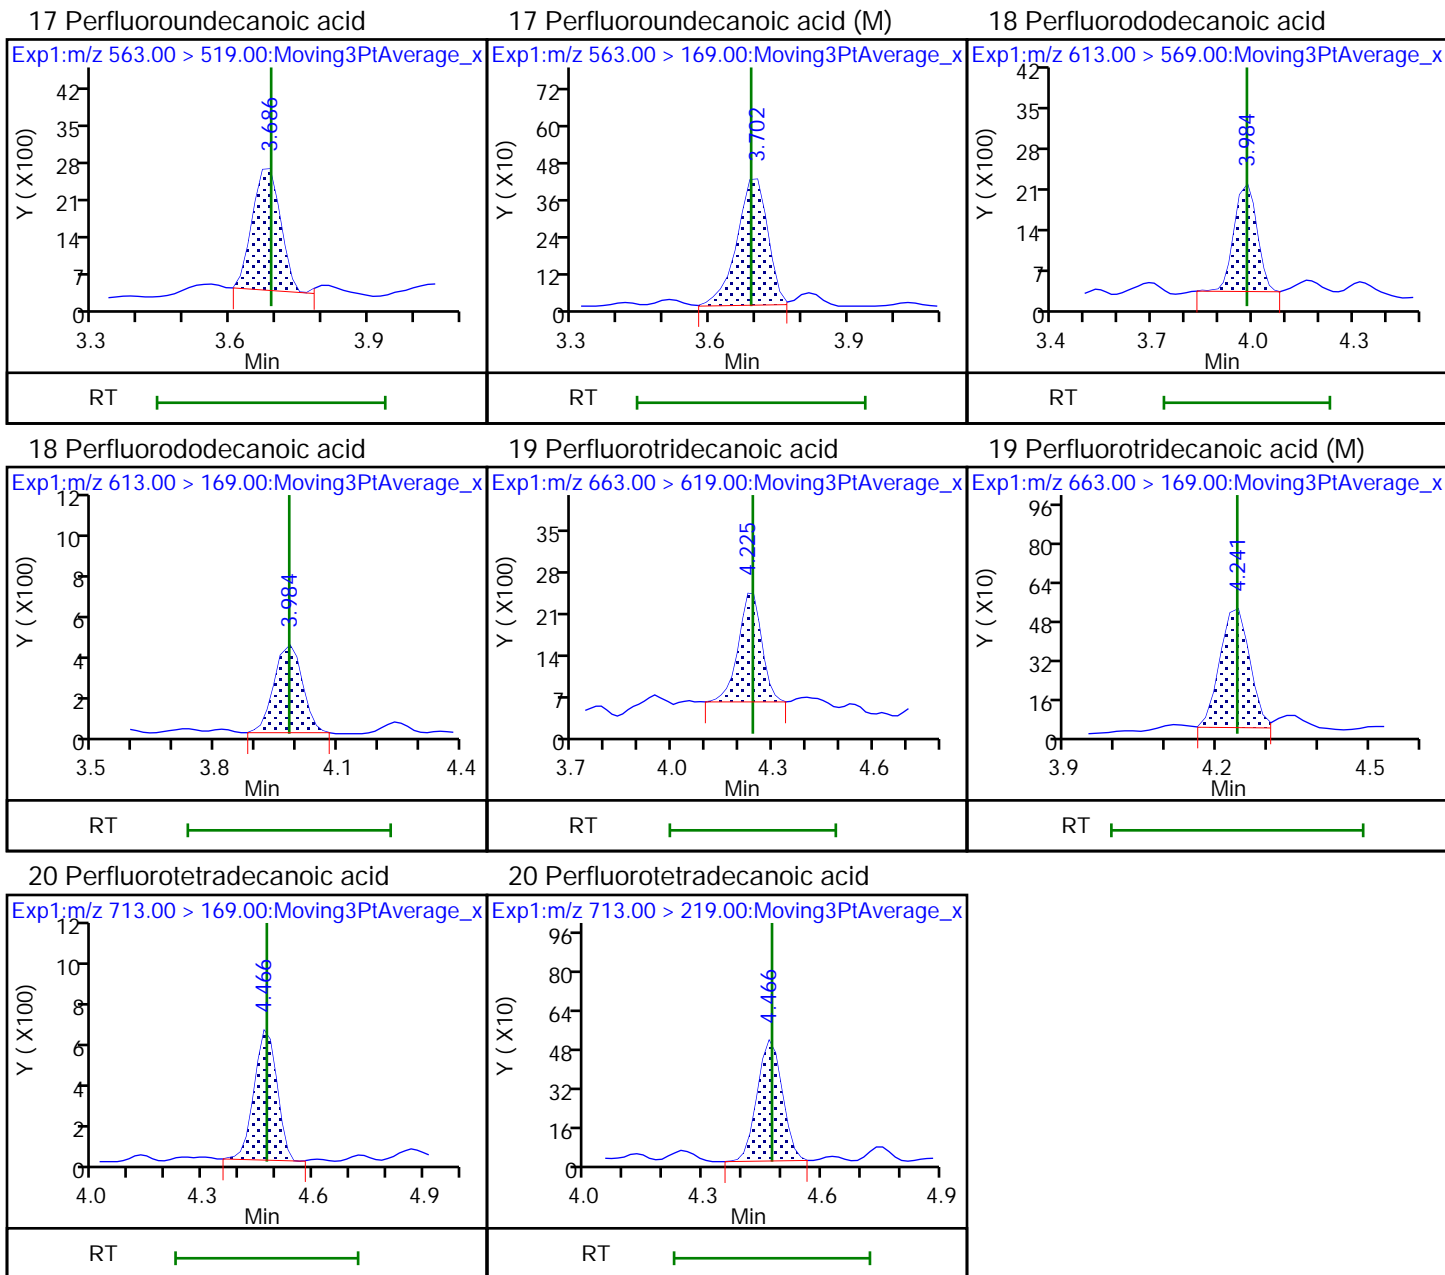 17 Perfluoroundecanoic acid
Exp1:m/z 563.00 > 519.00:Moving3PtAverage_x
Y ( X100)
42
35
28
21
14
7
0
3.686
3.3 3.6 3.9
Min
RT
17 Perfluoroundecanoic acid (M)
Exp1:m/z 563.00 > 169.00:Moving3PtAverage_x
Y ( X10)
72
60
48
36
24
12
0
3.702
3.3 3.6 3.9
Min
RT
18 Perfluorododecanoic acid
Exp1:m/z 613.00 > 569.00:Moving3PtAverage_x
Y ( X100)
42
35
28
21
14
7
0
3.984
3.4 3.7 4.0 4.3
Min
RT
18 Perfluorododecanoic acid
Exp1:m/z 613.00 > 169.00:Moving3PtAverage_x
Y ( X100)
12
10
8
6
4
2
0
3.984
3.5 3.8 4.1 4.4
Min
RT
19 Perfluorotridecanoic acid
Exp1:m/z 663.00 > 619.00:Moving3PtAverage_x
Y ( X100)
35
28
21
14
7
0
4.225
3.7 4.0 4.3 4.6
Min
RT
19 Perfluorotridecanoic acid (M)
Exp1:m/z 663.00 > 169.00:Moving3PtAverage_x
Y ( X10)
96
80
64
48
32
16
0
4.241
3.9 4.2 4.5
Min
RT
20 Perfluorotetradecanoic acid
Exp1:m/z 713.00 > 169.00:Moving3PtAverage_x
Y ( X100)
12
10
8
6
4
2
0
4.466
4.0 4.3 4.6 4.9
Min
RT
20 Perfluorotetradecanoic acid
Exp1:m/z 713.00 > 219.00:Moving3PtAverage_x
Y ( X10)
96
80
64
48
32
16
0
4.466
4.0 4.3 4.6 4.9
Min
RT